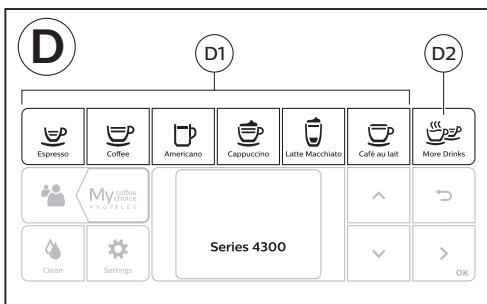 D
D1
D2
Espresso
Coffee
Americano
Cappuccino
Latte Macchiato
Café au lait
More Drinks
My coffee choice
PROFILES
Series 4300
Clean
Settings
OK